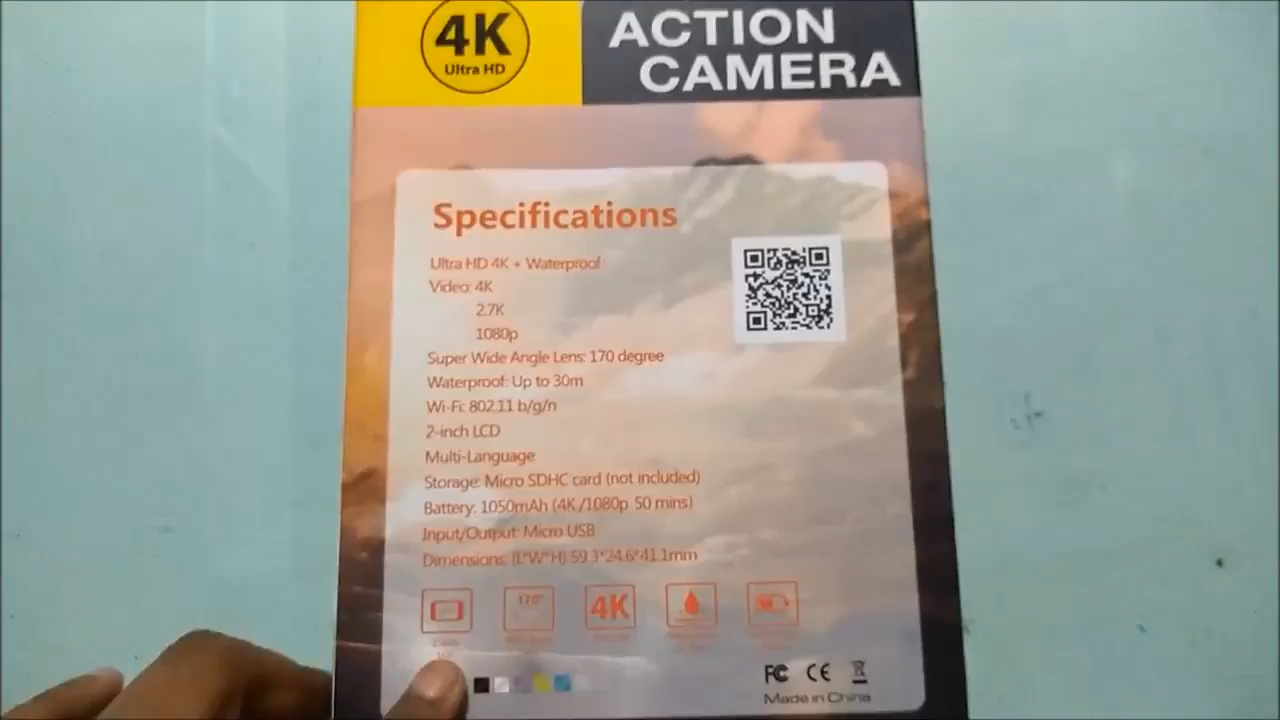 4K
Ultra HD
ACTION
CAMERA
Specifications
Ultra HD 4K + Waterproof
Video: 4K
2.7K
1080p
Super Wide Angle Lens: 170 degree
Waterproof: Up to 30m
Wi-Fi: 802.11 b/g/n
2-inch LCD
Multi-Language
Storage: Micro SDHC card (not included)
Battery: 1050mAh (4K/1080p 50 mins)
Input/Output: Micro USB
Dimensions: (L*W*H) 59.3*24.6*41.1mm
170°
4K
FC CE
Made in China